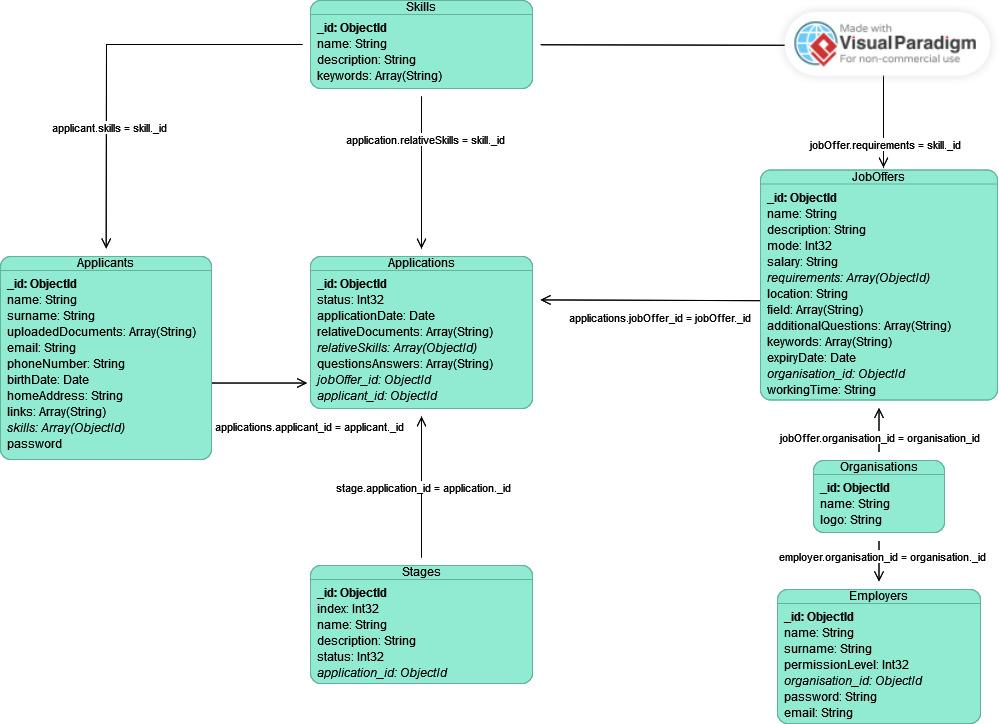 Skills
_id: ObjectId
name: String
description: String
keywords: Array(String)
Made with
Visual Paradigm
For non-commercial use
applicant.skills = skill._id
application.relativeSkills = skill._id
jobOffer.requirements = skill._id
JobOffers
_id: ObjectId
name: String
description: String
mode: Int32
salary: String
requirements: Array(ObjectId)
location: String
field: Array(String)
additionalQuestions: Array(String)
keywords: Array(String)
expiryDate: Date
organisation_id: ObjectId
workingTime: String
Applicants
_id: ObjectId
name: String
surname: String
uploadedDocuments: Array(String)
email: String
phoneNumber: String
birthDate: Date
homeAddress: String
links: Array(String)
skills: Array(ObjectId)
password
Applications
_id: ObjectId
status: Int32
applicationDate: Date
relativeDocuments: Array(String)
relativeSkills: Array(ObjectId)
questionsAnswers: Array(String)
jobOffer_id: ObjectId
applicant_id: ObjectId
applications.jobOffer_id = jobOffer._id
applications.applicant_id = applicant._id
jobOffer.organisation_id = organisation_id
Organisations
_id: ObjectId
name: String
logo: String
stage.application_id = application._id
employer.organisation_id = organisation._id
Stages
_id: ObjectId
index: Int32
name: String
description: String
status: Int32
application_id: ObjectId
Employers
_id: ObjectId
name: String
surname: String
permissionLevel: Int32
organisation_id: ObjectId
password: String
email: String